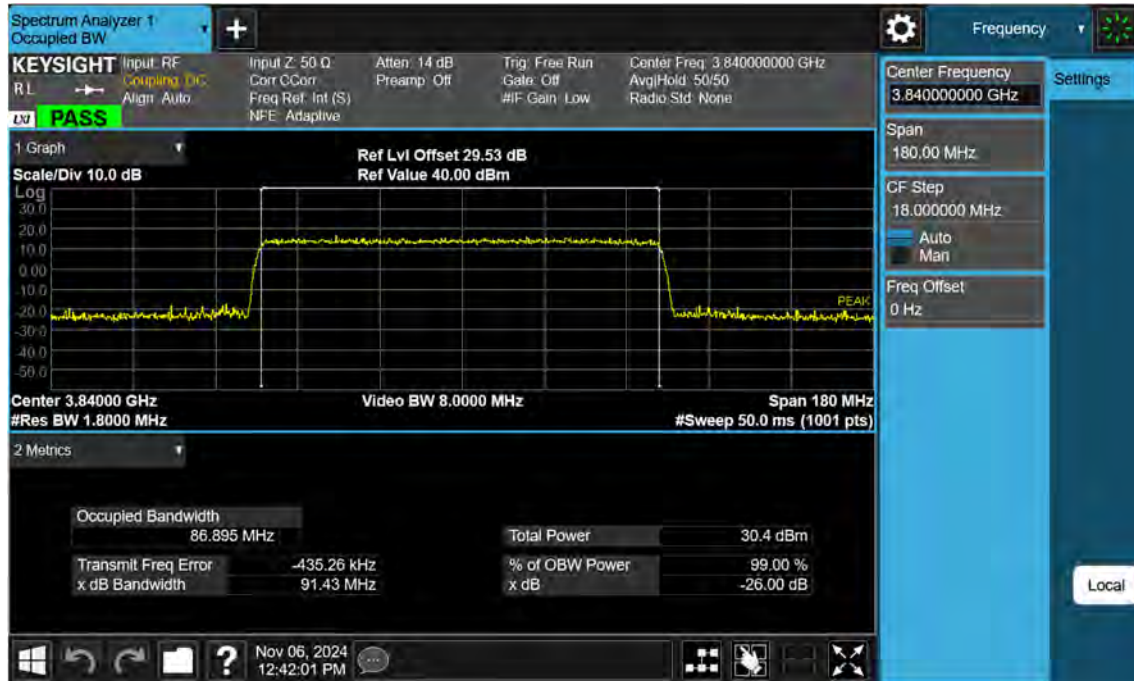 Spectrum Analyzer 1
Occupied BW
+
Frequency
KEYSIGHT Input: RF Input Z: 50 Ω Atten: 14 dB Trig: Free Run Center Freq: 3.840000000 GHz
RL Coupling: DC Corr CCorr Preamp: Off Gate: Off Avg|Hold: 50/50
Align: Auto Freq Ref: Int (S) #IF Gain: Low Radio Std: None
LXI PASS NFE: Adaptive
1 Graph
Ref Lvl Offset 29.53 dB
Scale/Div 10.0 dB Ref Value 40.00 dBm
Log
30.0
20.0
10.0
0.00
-10.0
PEAK
-20.0
-30.0
-40.0
-50.0
Center 3.84000 GHz Video BW 8.0000 MHz Span 180 MHz
#Res BW 1.8000 MHz #Sweep 50.0 ms (1001 pts)
2 Metrics
Occupied Bandwidth
86.895 MHz Total Power 30.4 dBm
Transmit Freq Error -435.26 kHz % of OBW Power 99.00 %
x dB Bandwidth 91.43 MHz x dB -26.00 dB
Center Frequency
3.840000000 GHz
Settings
Span
180.00 MHz
CF Step
18.000000 MHz
Auto
Man
Freq Offset
0 Hz
Local
? Nov 06, 2024
12:42:01 PM